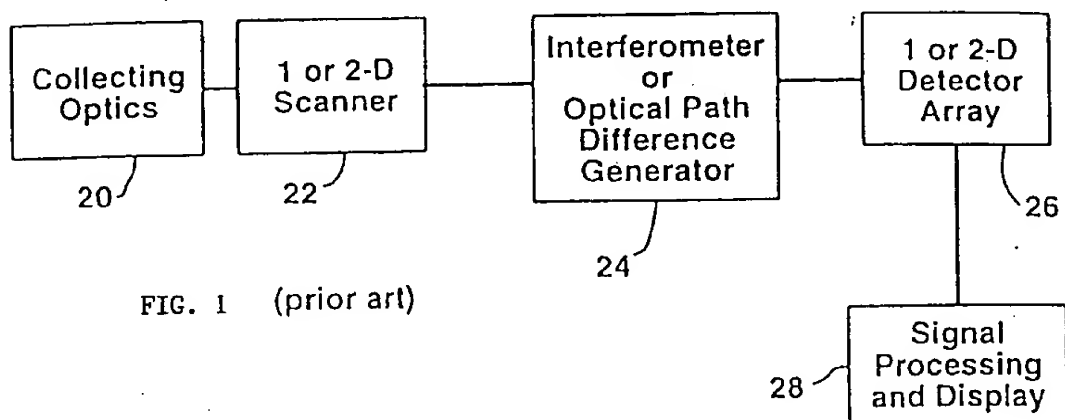 Collecting
Optics
20
1 or 2-D
Scanner
22
Interferometer
or
Optical Path
Difference
Generator
24
1 or 2-D
Detector
Array
26
Signal
Processing
and Display
28
FIG. 1 (prior art)